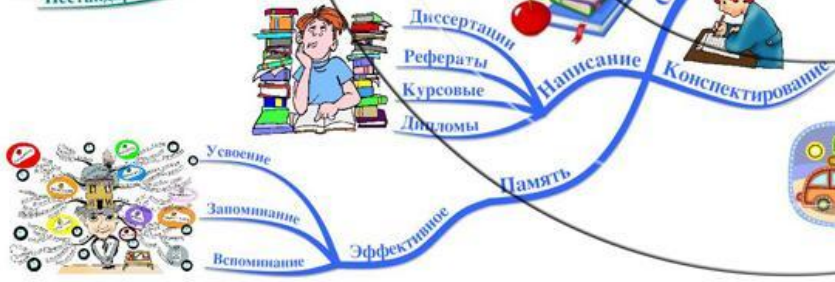 Диссертации
Рефераты
Курсовые
Дипломы
Написание
Конспектирование
Память
Эффективное
Усвоение
Запоминание
Вспоминание